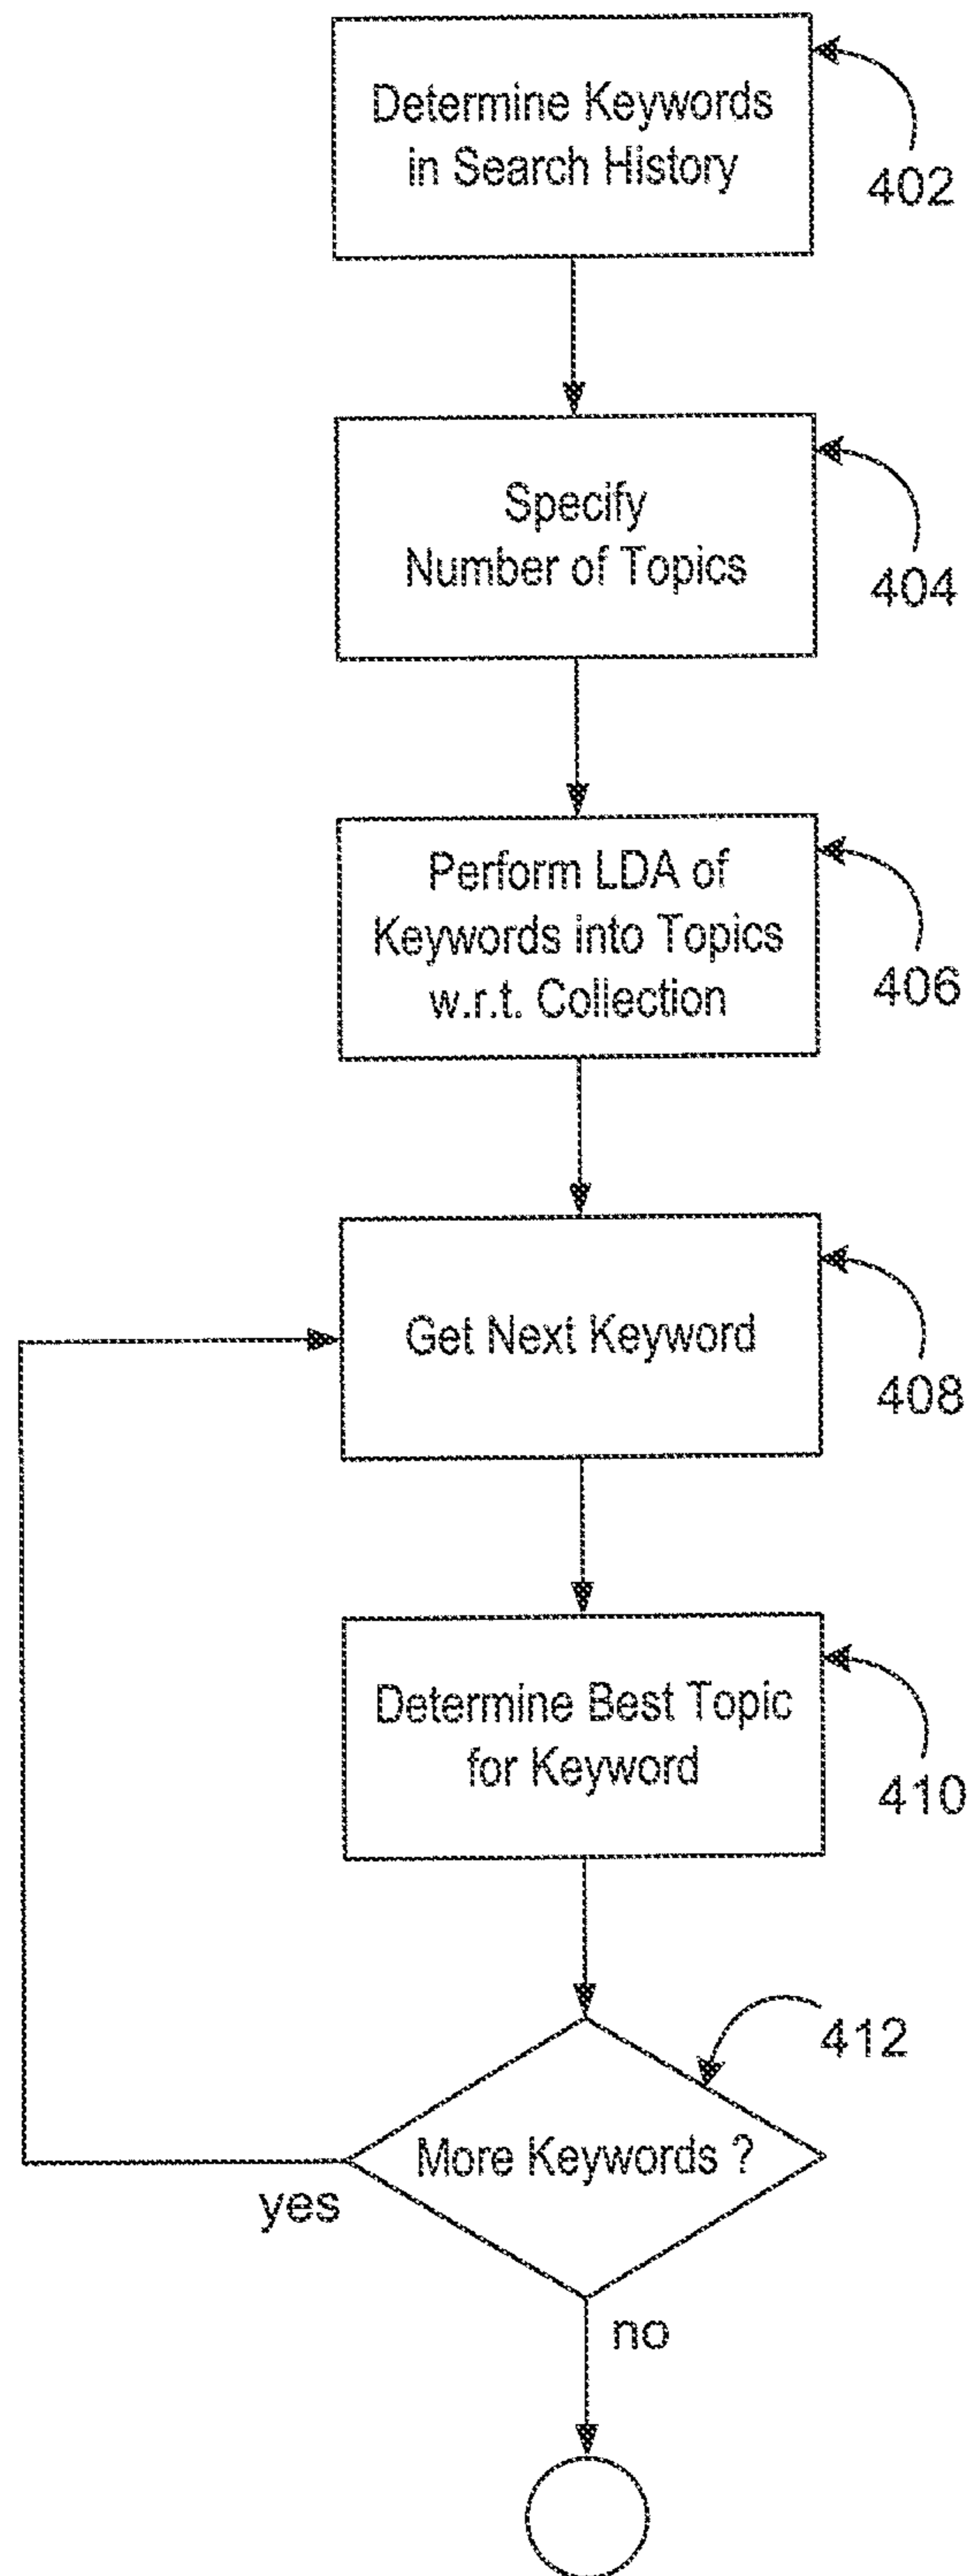 Determine Keywords
in Search History
402
Specify
Number of Topics
404
Perform LDA of
Keywords into Topics
w.r.t. Collection
406
Get Next Keyword
408
Determine Best Topic
for Keyword
410
412
More Keywords ?
yes
no